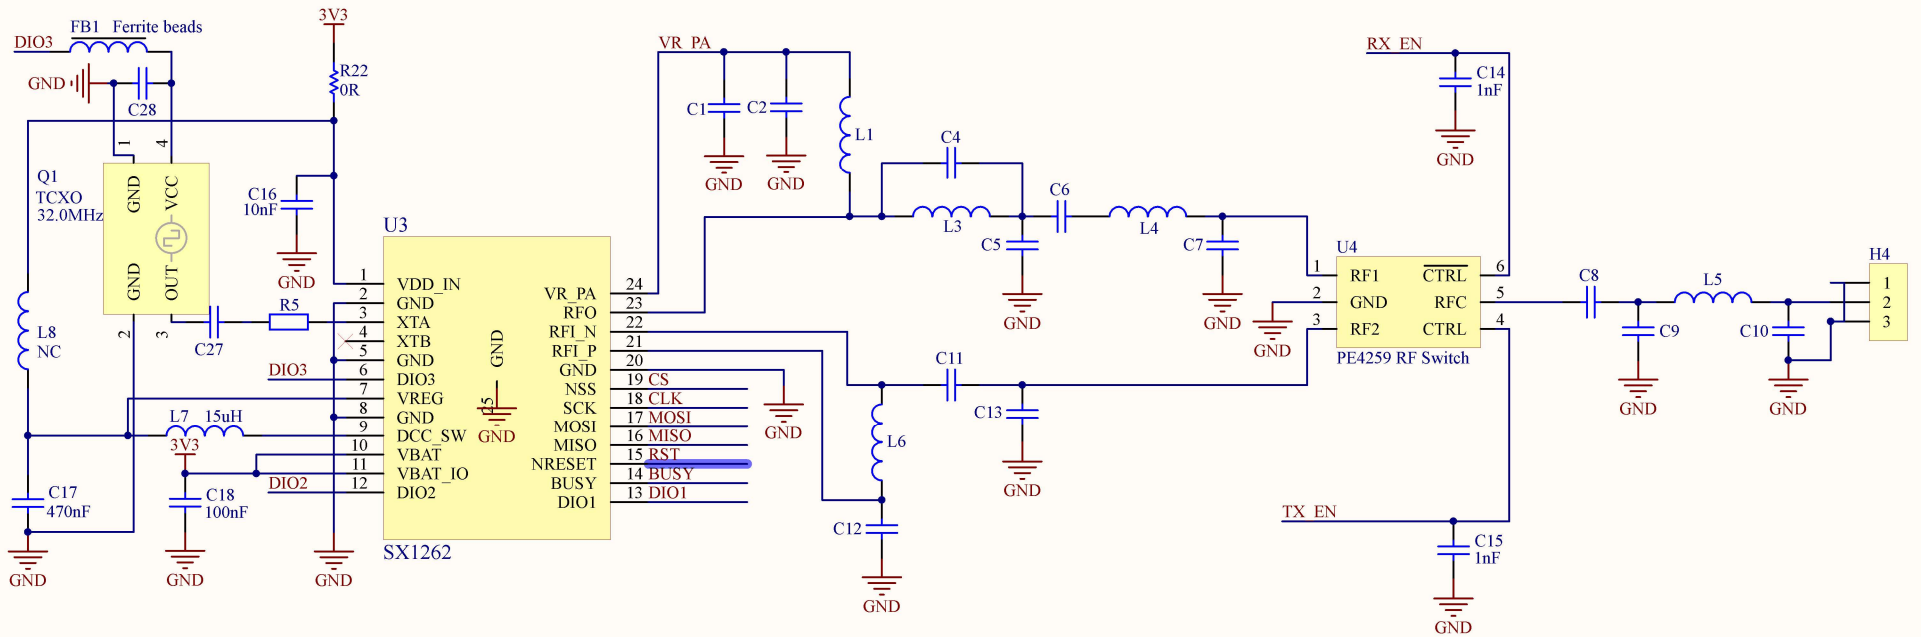 FB1 Ferrite beads
DIO3
GND
C28
1
4
Q1
TCXO
32.0MHz
GND
VCC
GND
OUT
2
3
3V3
R22
0R
C16
10nF
GND
L8
NC
C27
R5
DIO3
L7 15uH
3V3
DIO2
C17
470nF
GND
C18
100nF
GND
GND
U3
1 VDD_IN
2 GND
3 XTA
4 XTB
5 GND
6 DIO3
7 VREG
8 GND
9 DCC_SW
10 VBAT
11 VBAT_IO
12 DIO2
GND
25
GND
VR_PA 24
RFO 23
RFI_N 22
RFI_P 21
GND 20
NSS 19 CS
SCK 18 CLK
MOSI 17 MOSI
MISO 16 MISO
NRESET 15 RST
BUSY 14 BUSY
DIO1 13 DIO1
SX1262
GND
VR_PA
C1
GND
C2
GND
L1
C4
L3
C5
GND
C6
L4
C7
GND
C11
C13
GND
L6
C12
GND
RX_EN
C14
1nF
GND
U4
1 RF1
2 GND
3 RF2
CTRL 6
RFC 5
CTRL 4
PE4259 RF Switch
GND
TX_EN
C15
1nF
GND
C8
C9
GND
L5
C10
GND
H4
1
2
3